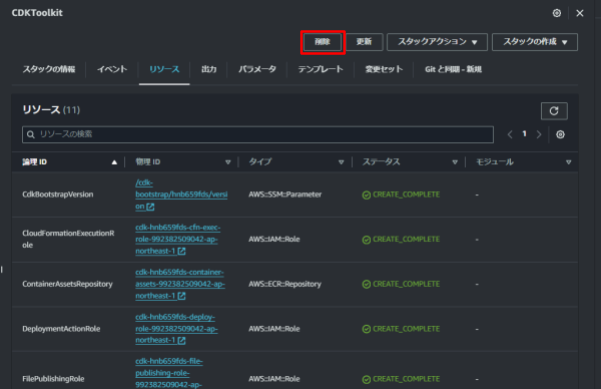 CDKToolkit
削除 更新 スタックアクション ▼ スタックの作成 ▼
スタックの情報 イベント リソース 出力 パラメータ テンプレート 変更セット Git と同期 - 新規
リソース (11)
リソースの検索
1
論理 ID 物理 ID タイプ ステータス モジュール
CdkBootstrapVersion
/cdk-
bootstrap/hnb659fds/versi
on
AWS::SSM::Parameter
CREATE_COMPLETE
-
CloudFormationExecutionR
ole
cdk-hnb659fds-cfn-exec-
role-992382509042-ap-
northeast-1
AWS::IAM::Role
CREATE_COMPLETE
-
ContainerAssetsRepository
cdk-hnb659fds-container-
assets-992382509042-ap-
northeast-1
AWS::ECR::Repository
CREATE_COMPLETE
-
DeploymentActionRole
cdk-hnb659fds-deploy-
role-992382509042-ap-
northeast-1
AWS::IAM::Role
CREATE_COMPLETE
-
FilePublishingRole
cdk-hnb659fds-file-
publishing-role-
992382509042-ap-
AWS::IAM::Role
CREATE_COMPLETE
-